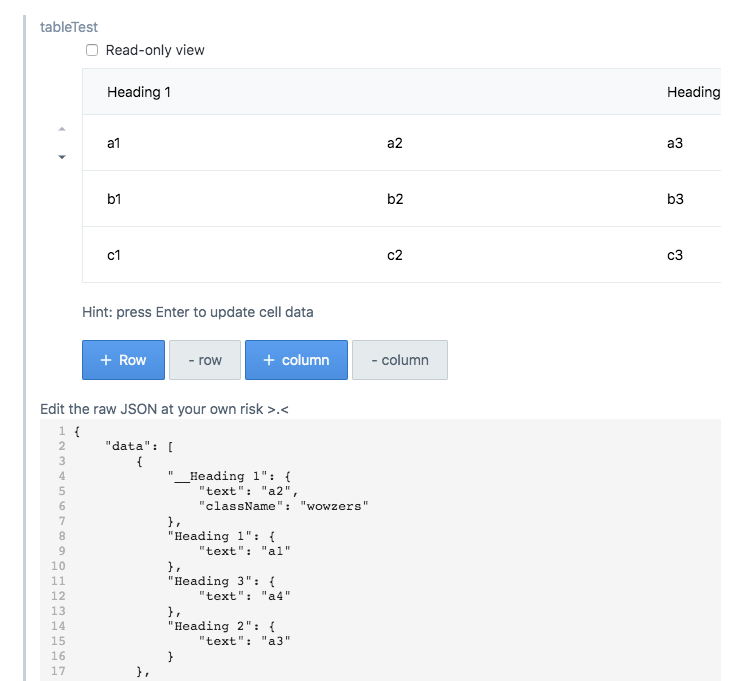 tableTest
Read-only view
Heading 1 Heading
a1 a2 a3
b1 b2 b3
c1 c2 c3
Hint: press Enter to update cell data
+ Row - row + column - column
Edit the raw JSON at your own risk >.<
1 {
2 "data": [
3 {
4 "__Heading 1": {
5 "text": "a2",
6 "className": "wowzers"
7 },
8 "Heading 1": {
9 "text": "a1"
10 },
11 "Heading 3": {
12 "text": "a4"
13 },
14 "Heading 2": {
15 "text": "a3"
16 }
17 },